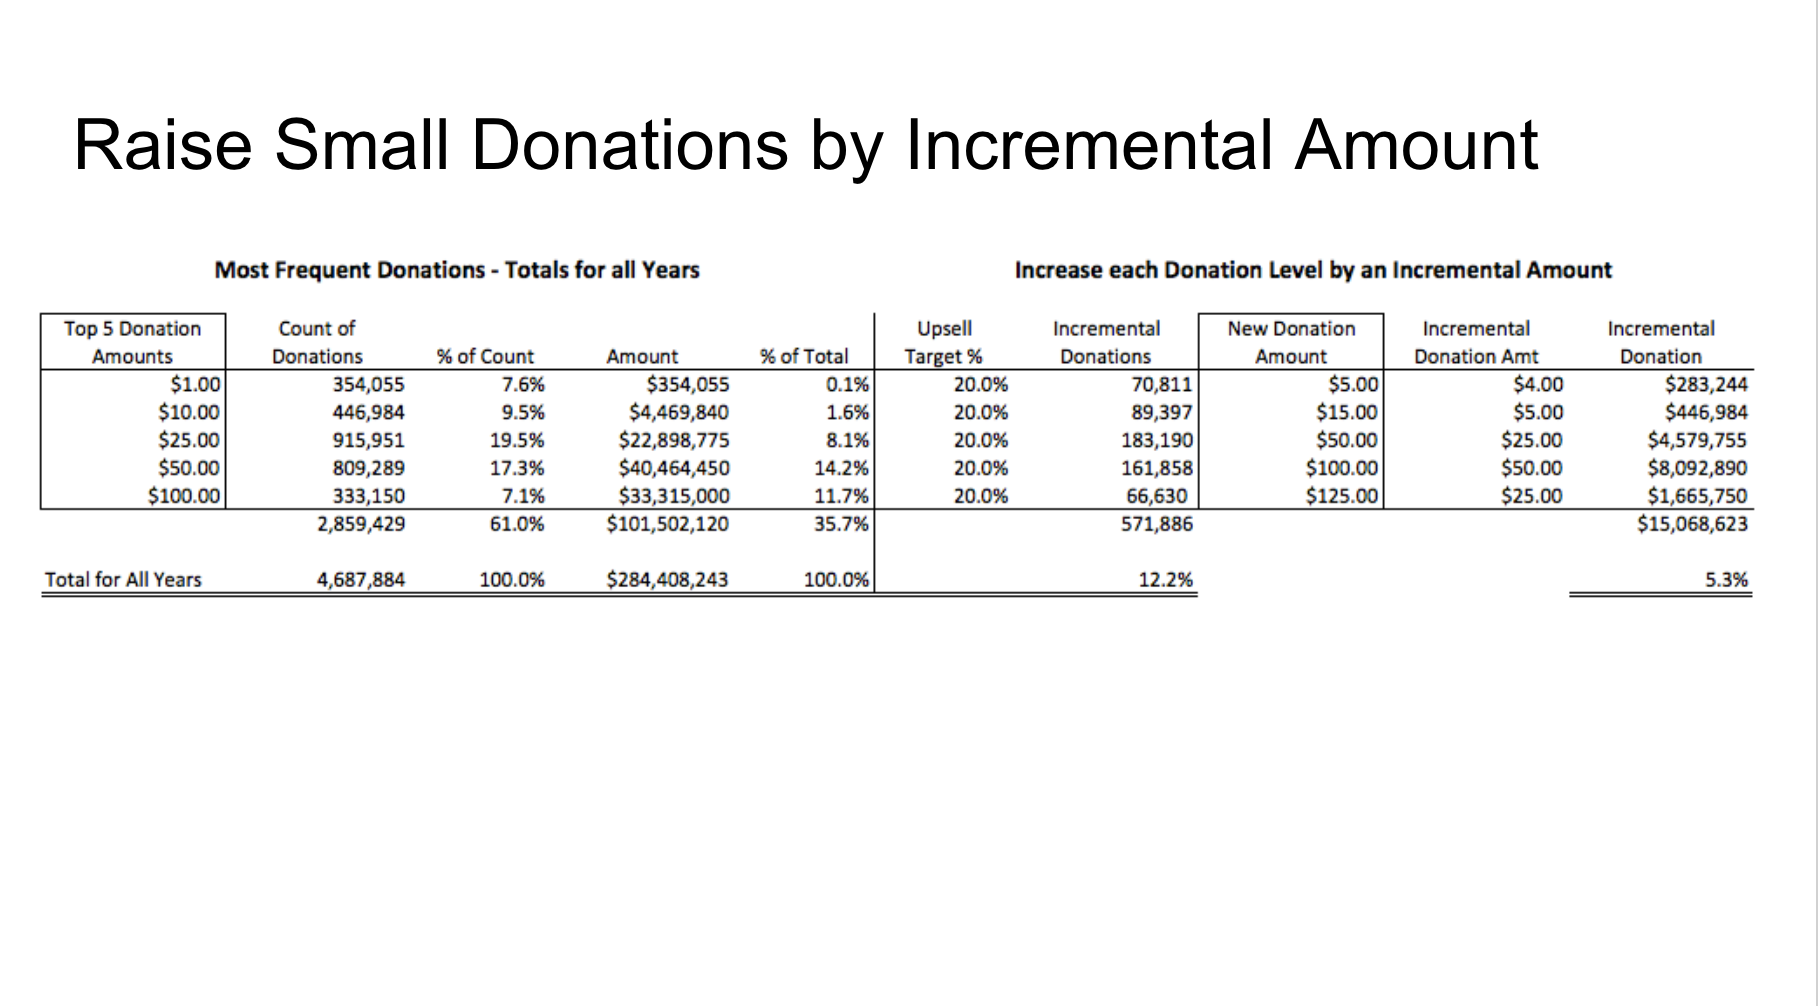 Raise Small Donations by Incremental Amount
Most Frequent Donations - Totals for all Years Increase each Donation Level by an Incremental Amount
Top 5 Donation Count of Upsell Incremental New Donation Incremental Incremental
Amounts Donations % of Count Amount % of Total Target % Donations Amount Donation Amt Donation
$1.00 354,055 7.6% $354,055 0.1% 20.0% 70,811 $5.00 $4.00 $283,244
$10.00 446,984 9.5% $4,469,840 1.6% 20.0% 89,397 $15.00 $5.00 $446,984
$25.00 915,951 19.5% $22,898,775 8.1% 20.0% 183,190 $50.00 $25.00 $4,579,755
$50.00 809,289 17.3% $40,464,450 14.2% 20.0% 161,858 $100.00 $50.00 $8,092,890
$100.00 333,150 7.1% $33,315,000 11.7% 20.0% 66,630 $125.00 $25.00 $1,665,750
2,859,429 61.0% $101,502,120 35.7% 571,886 $15,068,623
Total for All Years 4,687,884 100.0% $284,408,243 100.0% 12.2% 5.3%